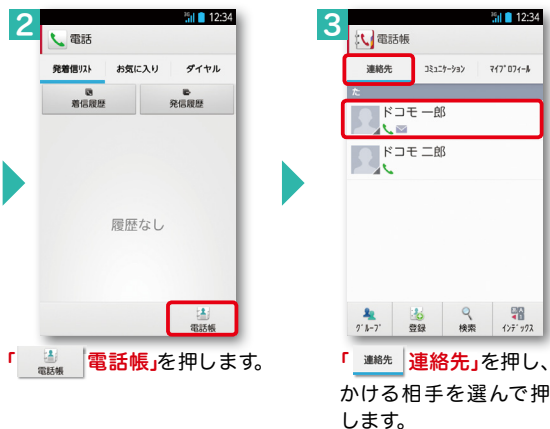 2
3G 12:34
電話
発着信リスト お気に入り ダイヤル
着信履歴 発信履歴
履歴なし
電話帳
「電話帳 電話帳」を押します。
3
3G 12:34
電話帳
連絡先 コミュニケーション マイプロフィール
た
ドコモ 一郎
ドコモ 二郎
グループ 登録 検索 インデックス
「連絡先 連絡先」を押し、
かける相手を選んで押
します。